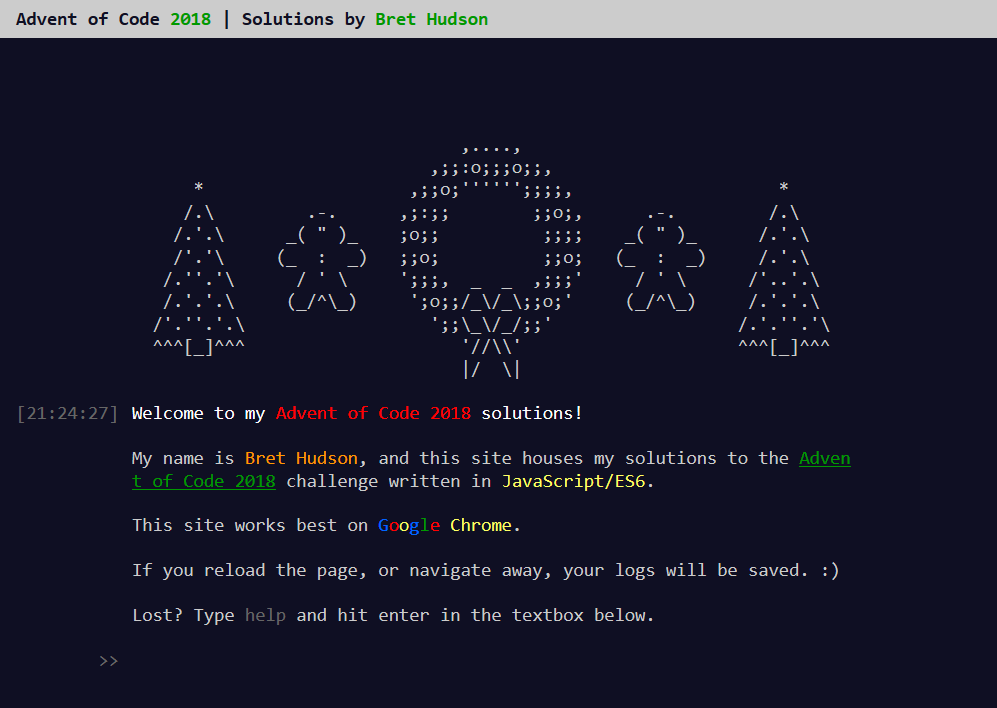 Advent of Code 2018 | Solutions by Bret Hudson
                                            ,....,
                                         ,;;:o;;;o;;,
                  *                    ,;;o;'''''';;;;,                    *
                 /.\         .-.      ,;:;;        ;;o;,      .-.         /.\
                /.'.\      _( " )_    ;o;;          ;;;;    _( " )_      /.'.\
                /'.'\     (_  :  _)   ;;o;          ;;o;   (_  :  _)     /.'.\
               /.''.'\      / ' \     ';;;,  _  _  ,;;;'     / ' \      /'..'.\
               /.'.'.\     (_/^\_)     ';o;;/_\/_\;;o;'     (_/^\_)     /.'.'.\
              /'.''.'.\                  ';;\_\/_/;;'                  /.'.''.'\
              ^^^[_]^^^                     '//\\'                     ^^^[_]^^^
                                            |/  \|
[21:24:27] Welcome to my Advent of Code 2018 solutions!
My name is Bret Hudson, and this site houses my solutions to the Adven
t of Code 2018 challenge written in JavaScript/ES6.
This site works best on Google Chrome.
If you reload the page, or navigate away, your logs will be saved. :)
Lost? Type help and hit enter in the textbox below.
>>